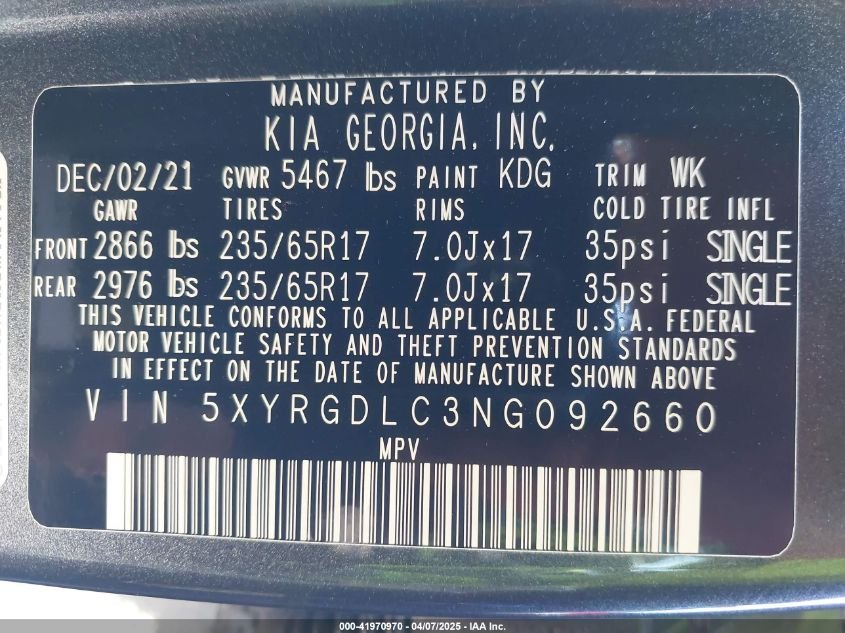 MANUFACTURED BY
KIA GEORGIA, INC.
DEC/02/21 GVWR 5467 lbs PAINT KDG TRIM WK
GAWR TIRES RIMS COLD TIRE INFL
FRONT 2866 lbs 235/65R17 7.0Jx17 35psi SINGLE
REAR 2976 lbs 235/65R17 7.0Jx17 35psi SINGLE
THIS VEHICLE CONFORMS TO ALL APPLICABLE U.S.A. FEDERAL
MOTOR VEHICLE SAFETY AND THEFT PREVENTION STANDARDS
IN EFFECT ON THE DATE OF MANUFACTURE SHOWN ABOVE
VIN 5XYRGDLC3NG092660
MPV
000-41970970 - 04/07/2025 - IAA Inc.